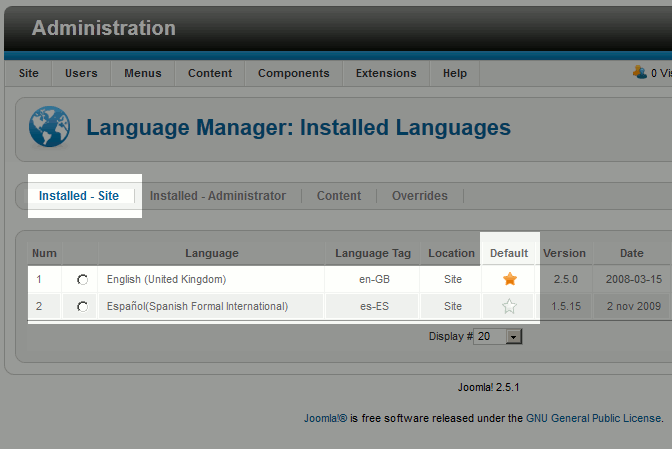 Administration
Site Users Menus Content Components Extensions Help 0 Vi
Language Manager: Installed Languages
Installed - Site Installed - Administrator Content Overrides
Num Language Language Tag Location Default Version Date
1 English (United Kingdom) en-GB Site 2.5.0 2008-03-15
2 Español(Spanish Formal International) es-ES Site 1.5.15 2 nov 2009
Display # 20
Joomla! 2.5.1
Joomla!® is free software released under the GNU General Public License.